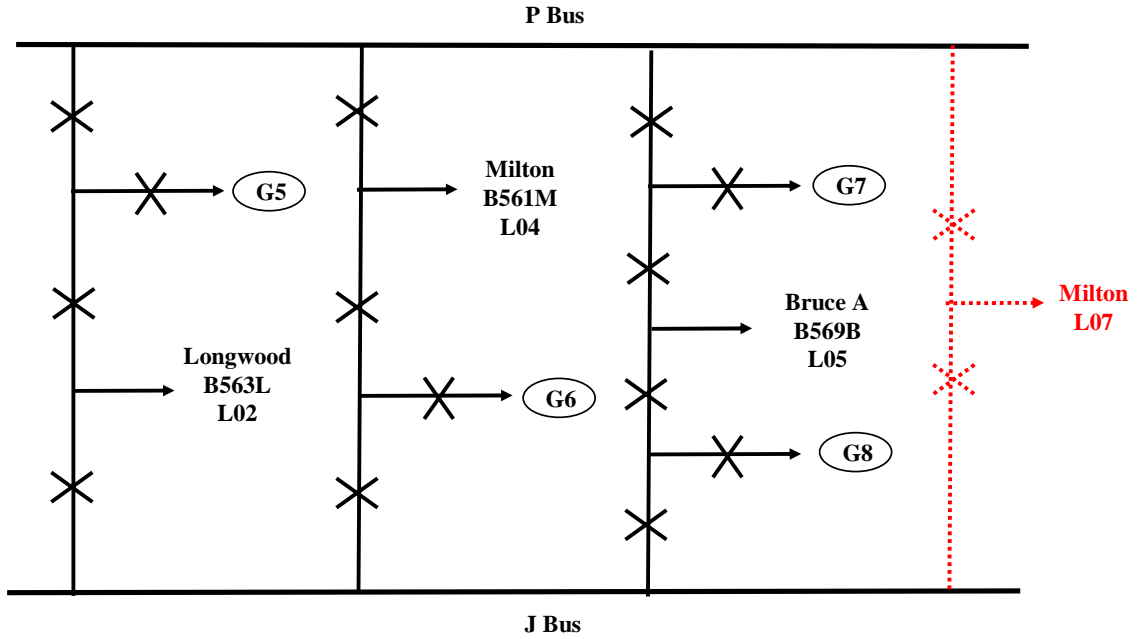 P Bus
G5
Milton
B561M
L04
G7
Longwood
B563L
L02
G6
Bruce A
B569B
L05
G8
Milton
L07
J Bus